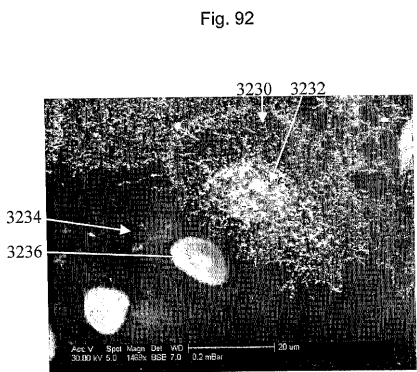 Fig. 92
3230 3232
3234
3236
Acc.V Spot Magn Det WD 20 um
30.00 kV 5.0 1469x BSE 7.0 0.2 mBar